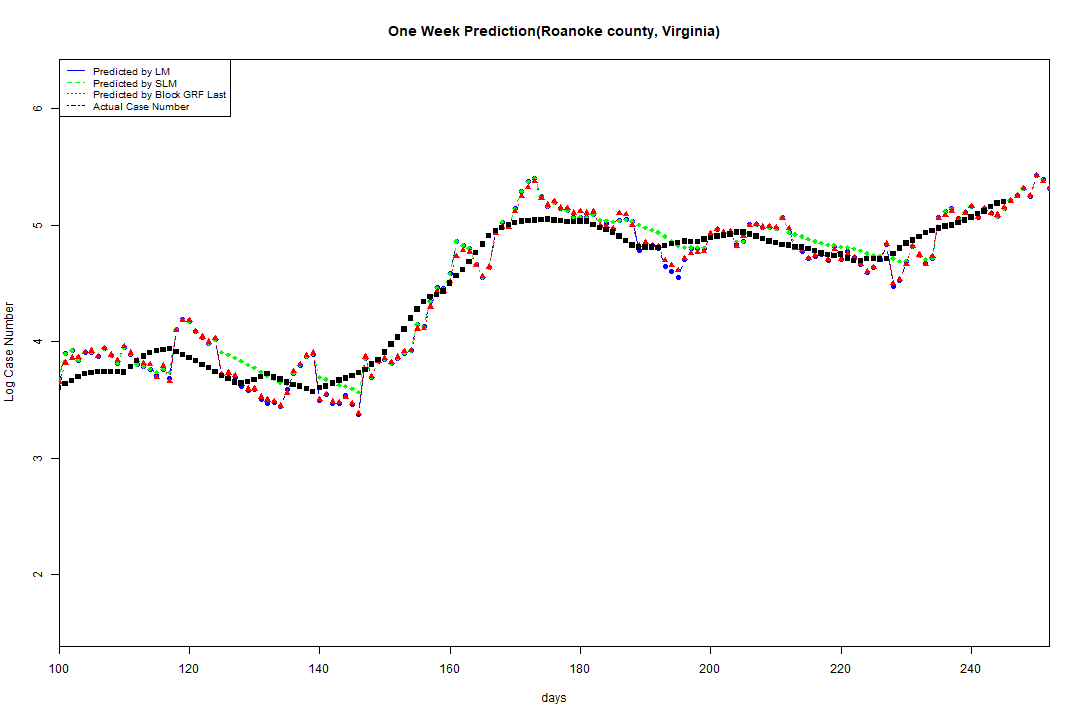 One Week Prediction(Roanoke county, Virginia)
Predicted by LM
Predicted by SLM
Predicted by Block GRF Last
Actual Case Number
6
5
4
3
2
Log Case Number
100 120 140 160 180 200 220 240
days